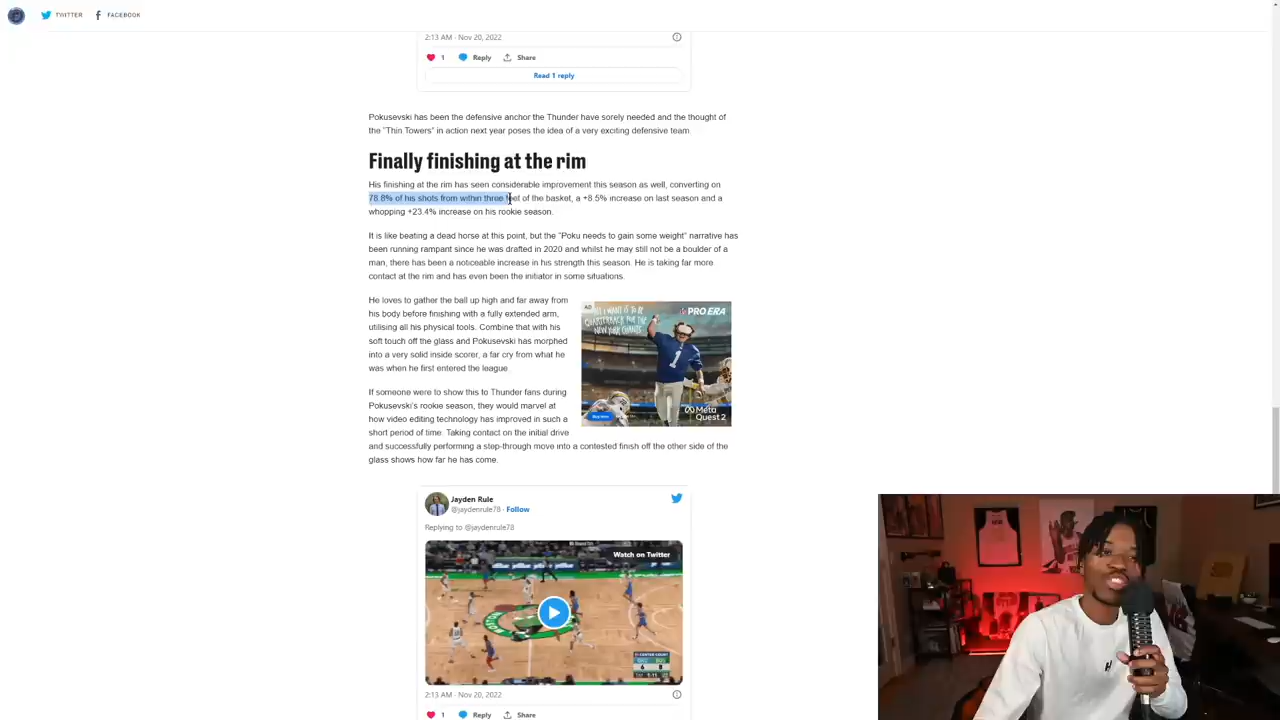 TWITTER FACEBOOK
2:13 AM · Nov 20, 2022
1 Reply Share
Read 1 reply
Pokusevski has been the defensive anchor the Thunder have sorely needed and the thought of
the "Thin Towers" in action next year poses the idea of a very exciting defensive team.
Finally finishing at the rim
His finishing at the rim has seen considerable improvement this season as well, converting on
78.8% of his shots from within three feet of the basket, a +8.5% increase on last season and a
whopping +23.4% increase on his rookie season.
It is like beating a dead horse at this point, but the "Poku needs to gain some weight" narrative has
been running rampant since he was drafted in 2020 and whilst he may still not be a boulder of a
man, there has been a noticeable increase in his strength this season. He is taking far more
contact at the rim and has even been the initiator in some situations.
He loves to gather the ball up high and far away from
his body before finishing with a fully extended arm,
utilising all his physical tools. Combine that with his
soft touch off the glass and Pokusevski has morphed
into a very solid inside scorer, a far cry from what he
was when he first entered the league.
AD
ALL I WANT IS TO BE
QUARTERBACK FOR THE
NEW YORK GIANTS
PRO ERA
1
Buy now
Meta
Quest 2
If someone were to show this to Thunder fans during
Pokusevski's rookie season, they would marvel at
how video editing technology has improved in such a
short period of time. Taking contact on the initial drive
and successfully performing a step-through move into a contested finish off the other side of the
glass shows how far he has come.
Jayden Rule
@jaydenrule78 · Follow
Replying to @jaydenrule78
Watch on Twitter
2:13 AM · Nov 20, 2022
1 Reply Share